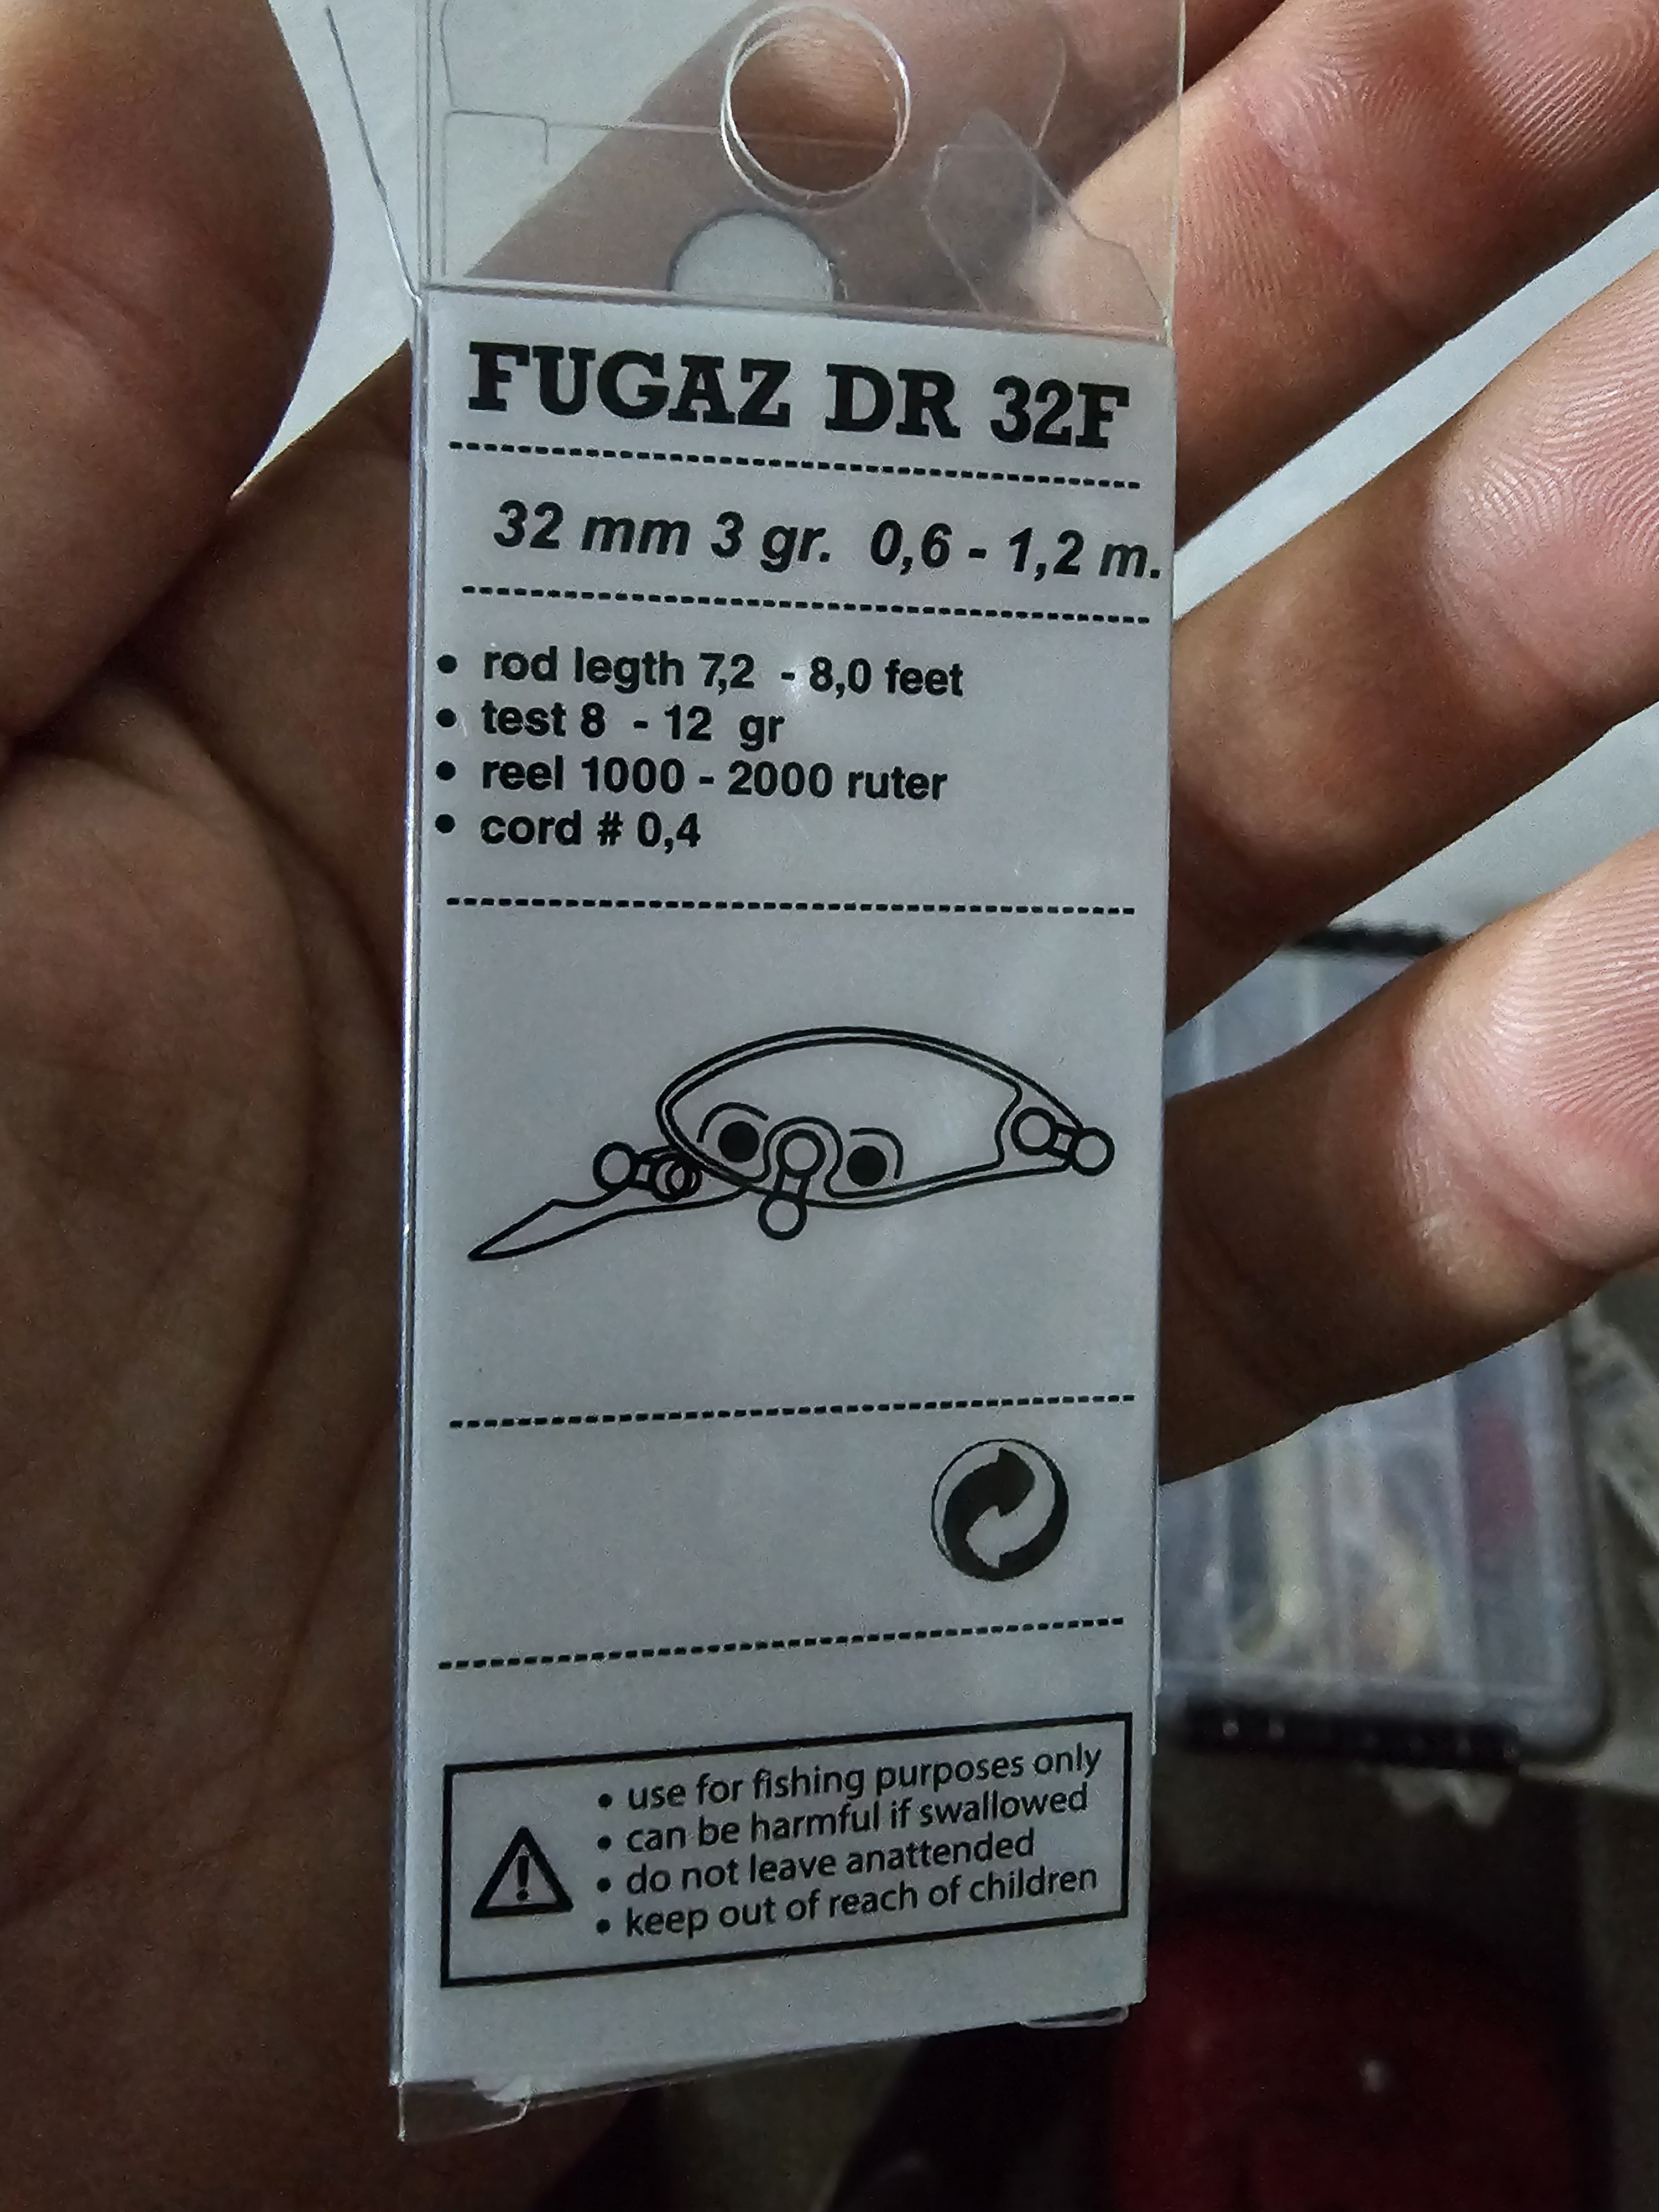 FUGAZ DR 32F
32 mm 3 gr. 0,6 - 1,2 m.
• rod legth 7,2 - 8,0 feet
• test 8 - 12 gr
• reel 1000 - 2000 ruter
• cord # 0,4
• use for fishing purposes only
• can be harmful if swallowed
• do not leave anattended
• keep out of reach of children